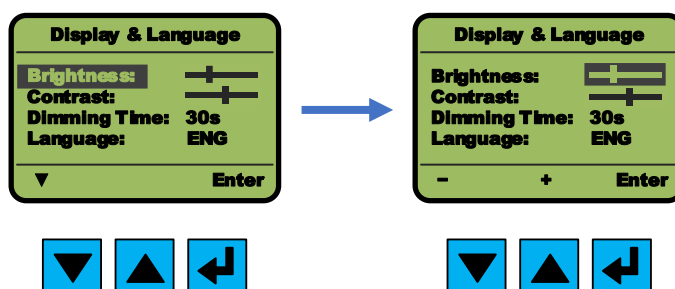 Display & Language
Brightness:
Contrast:
Dimming Time: 30s
Language: ENG
▼ Enter
Display & Language
Brightness:
Contrast:
Dimming Time: 30s
Language: ENG
- + Enter